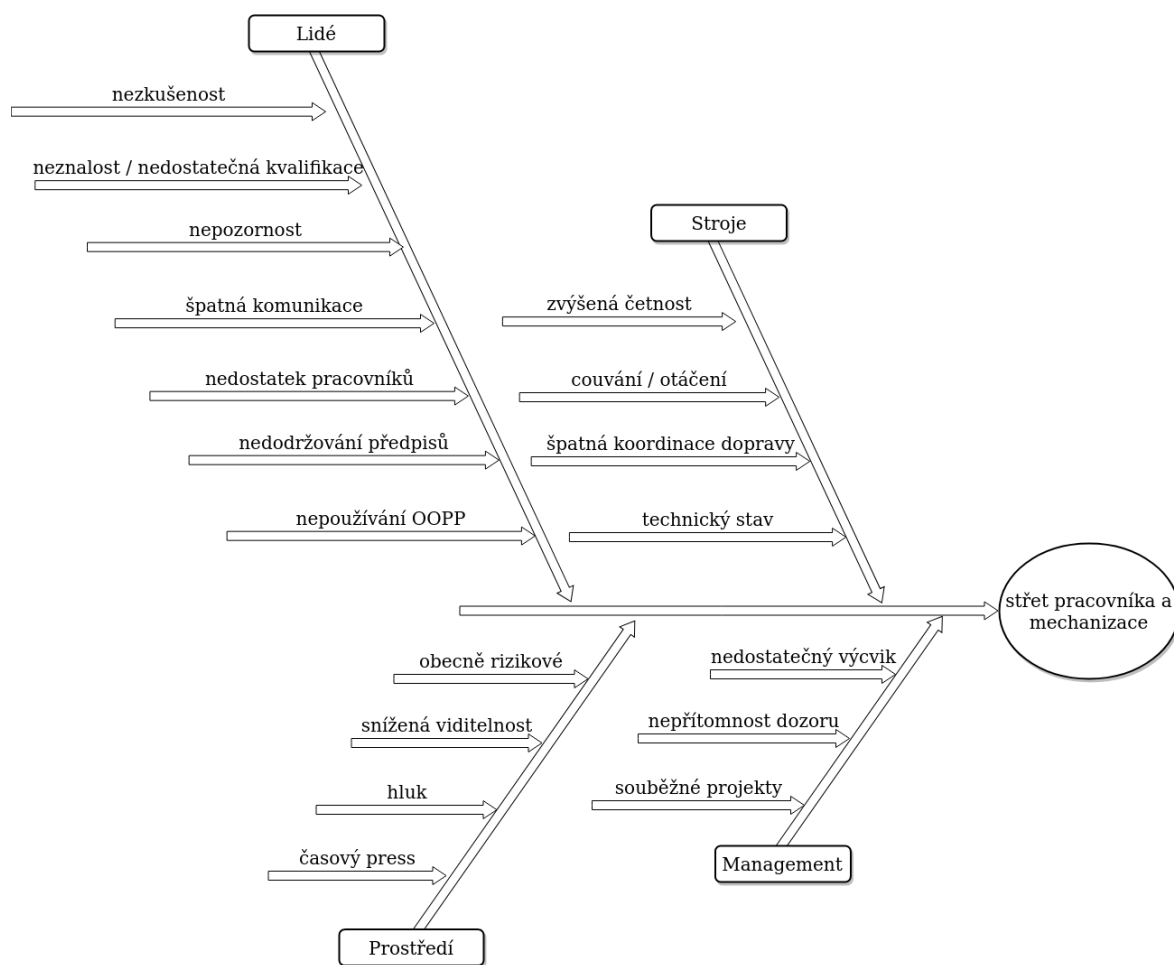 Lidé
nezkušenost
neznalost / nedostatečná kvalifikace
nepozornost
špatná komunikace
nedostatek pracovníků
nedodržování předpisů
nepoužívání OOPP
Stroje
zvýšená četnost
couvání / otáčení
špatná koordinace dopravy
technický stav
střet pracovníka a
mechanizace
obecně rizikové
snížená viditelnost
hluk
časový press
Prostředí
nedostatečný výcvik
nepřítomnost dozoru
souběžné projekty
Management